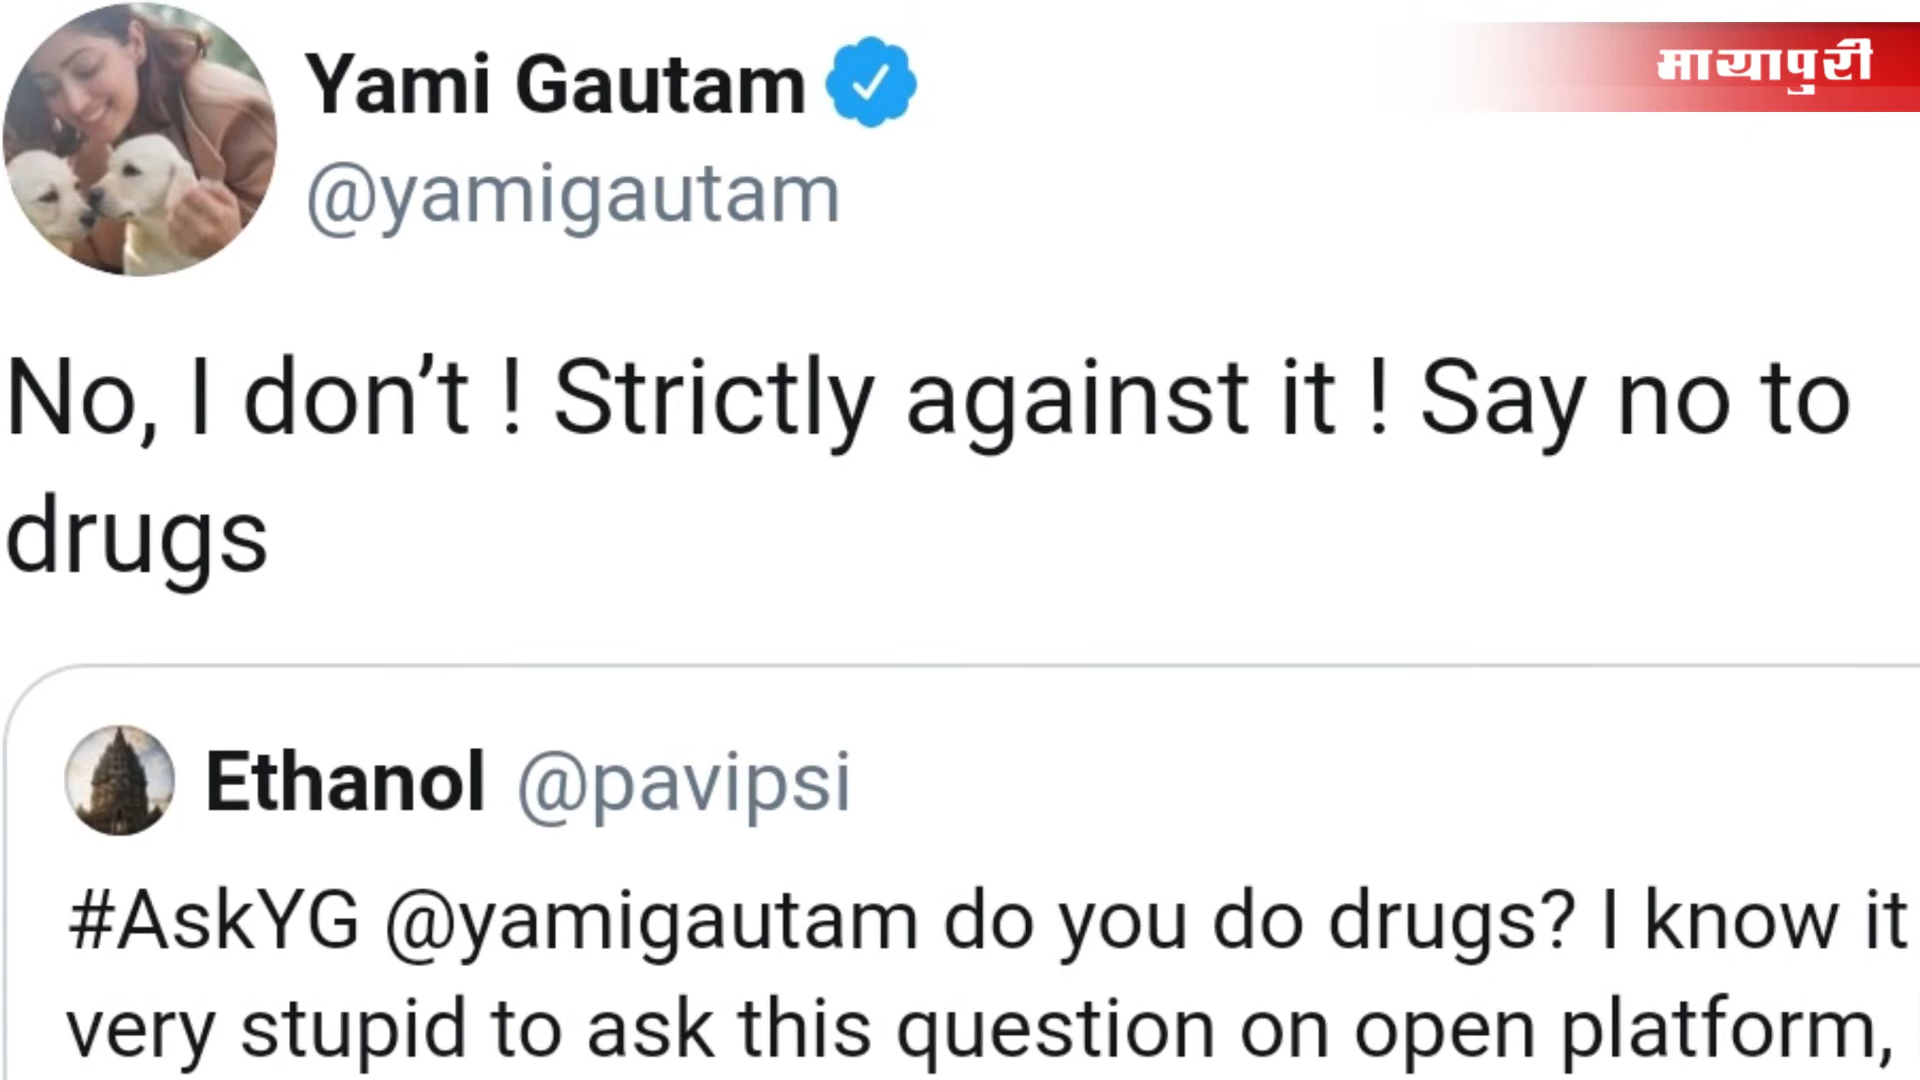 Yami Gautam
मायापुरी
@yamigautam
No, I don’t ! Strictly against it ! Say no to
drugs
Ethanol @pavipsi
#AskYG @yamigautam do you do drugs? I know it
very stupid to ask this question on open platform,